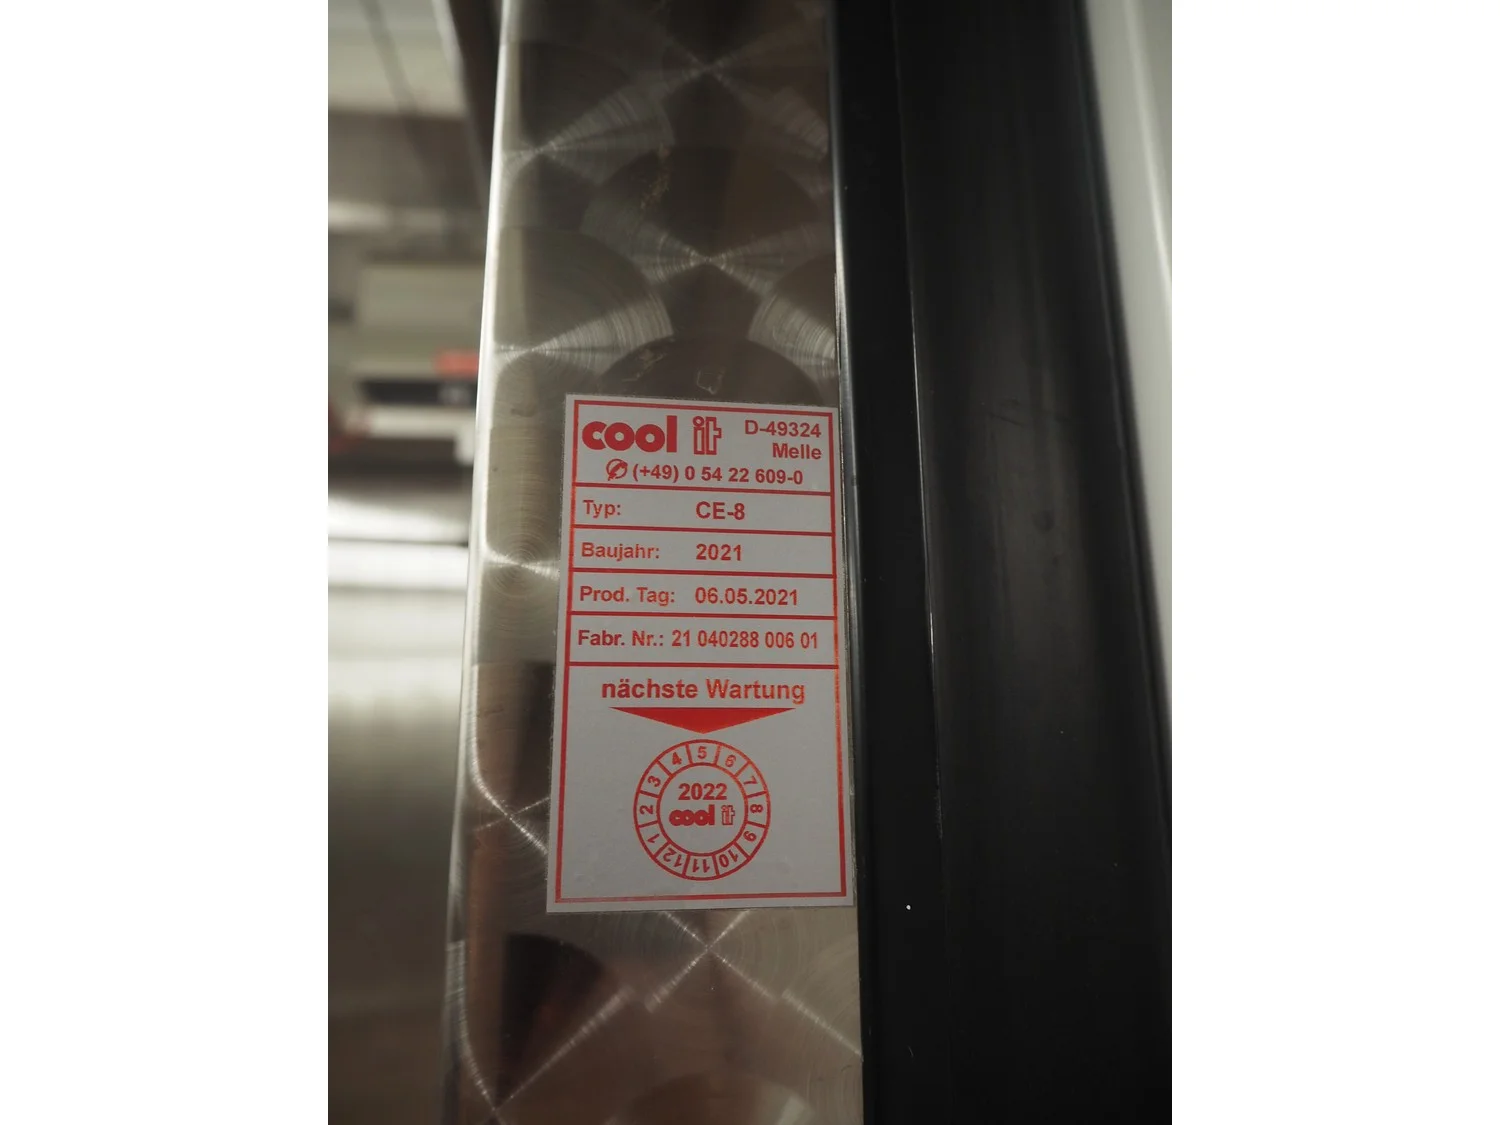 cool it D-49324
Melle
(+49) 0 54 22 609-0
Typ: CE-8
Baujahr: 2021
Prod. Tag: 06.05.2021
Fabr. Nr.: 21 040288 006 01
nächste Wartung
1 2 3 4 5 6 7 8 9 10 11 12
2022
cool it